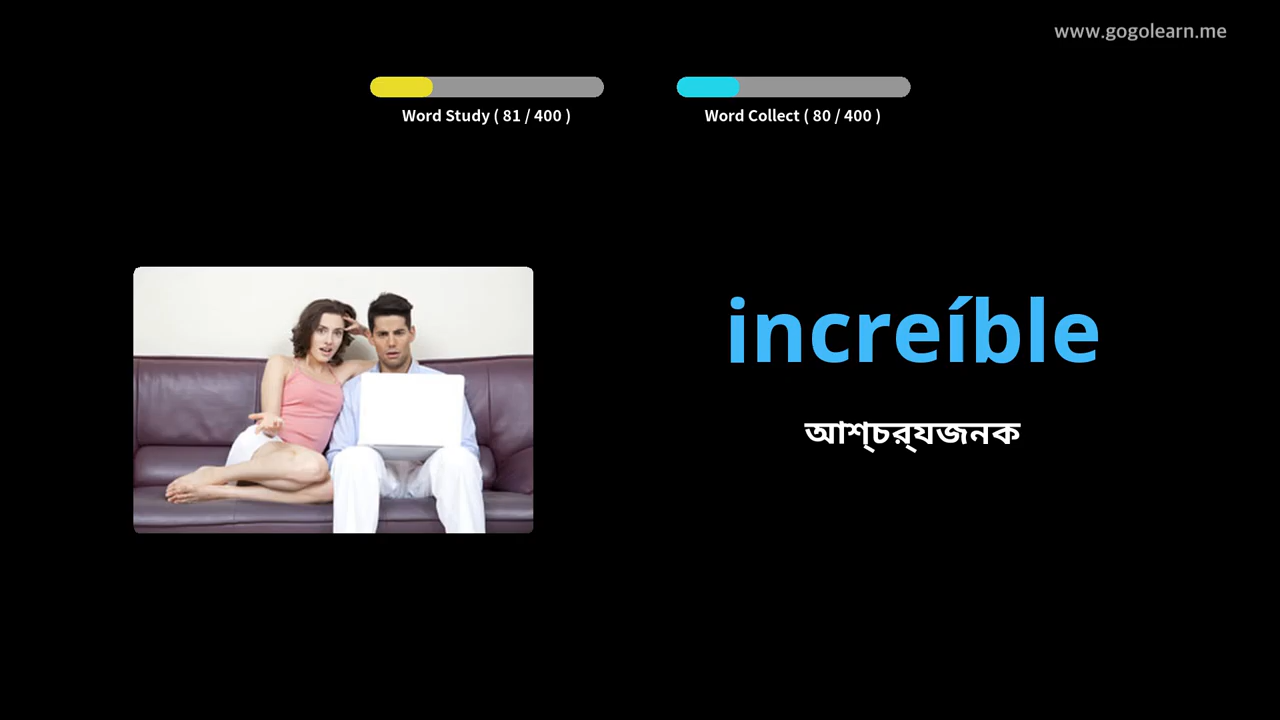 www.gogolearn.me
Word Study ( 81 / 400 )
Word Collect ( 80 / 400 )
increíble
আশ্চর্যজনক